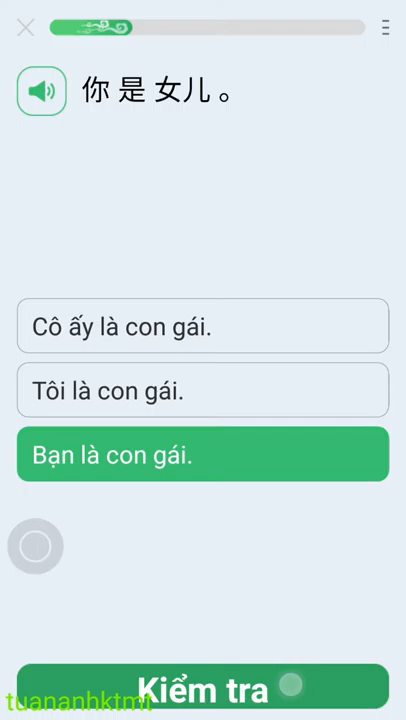 你 是 女儿 。
Cô ấy là con gái.
Tôi là con gái.
Bạn là con gái.
Kiểm tra
tuananhktmt